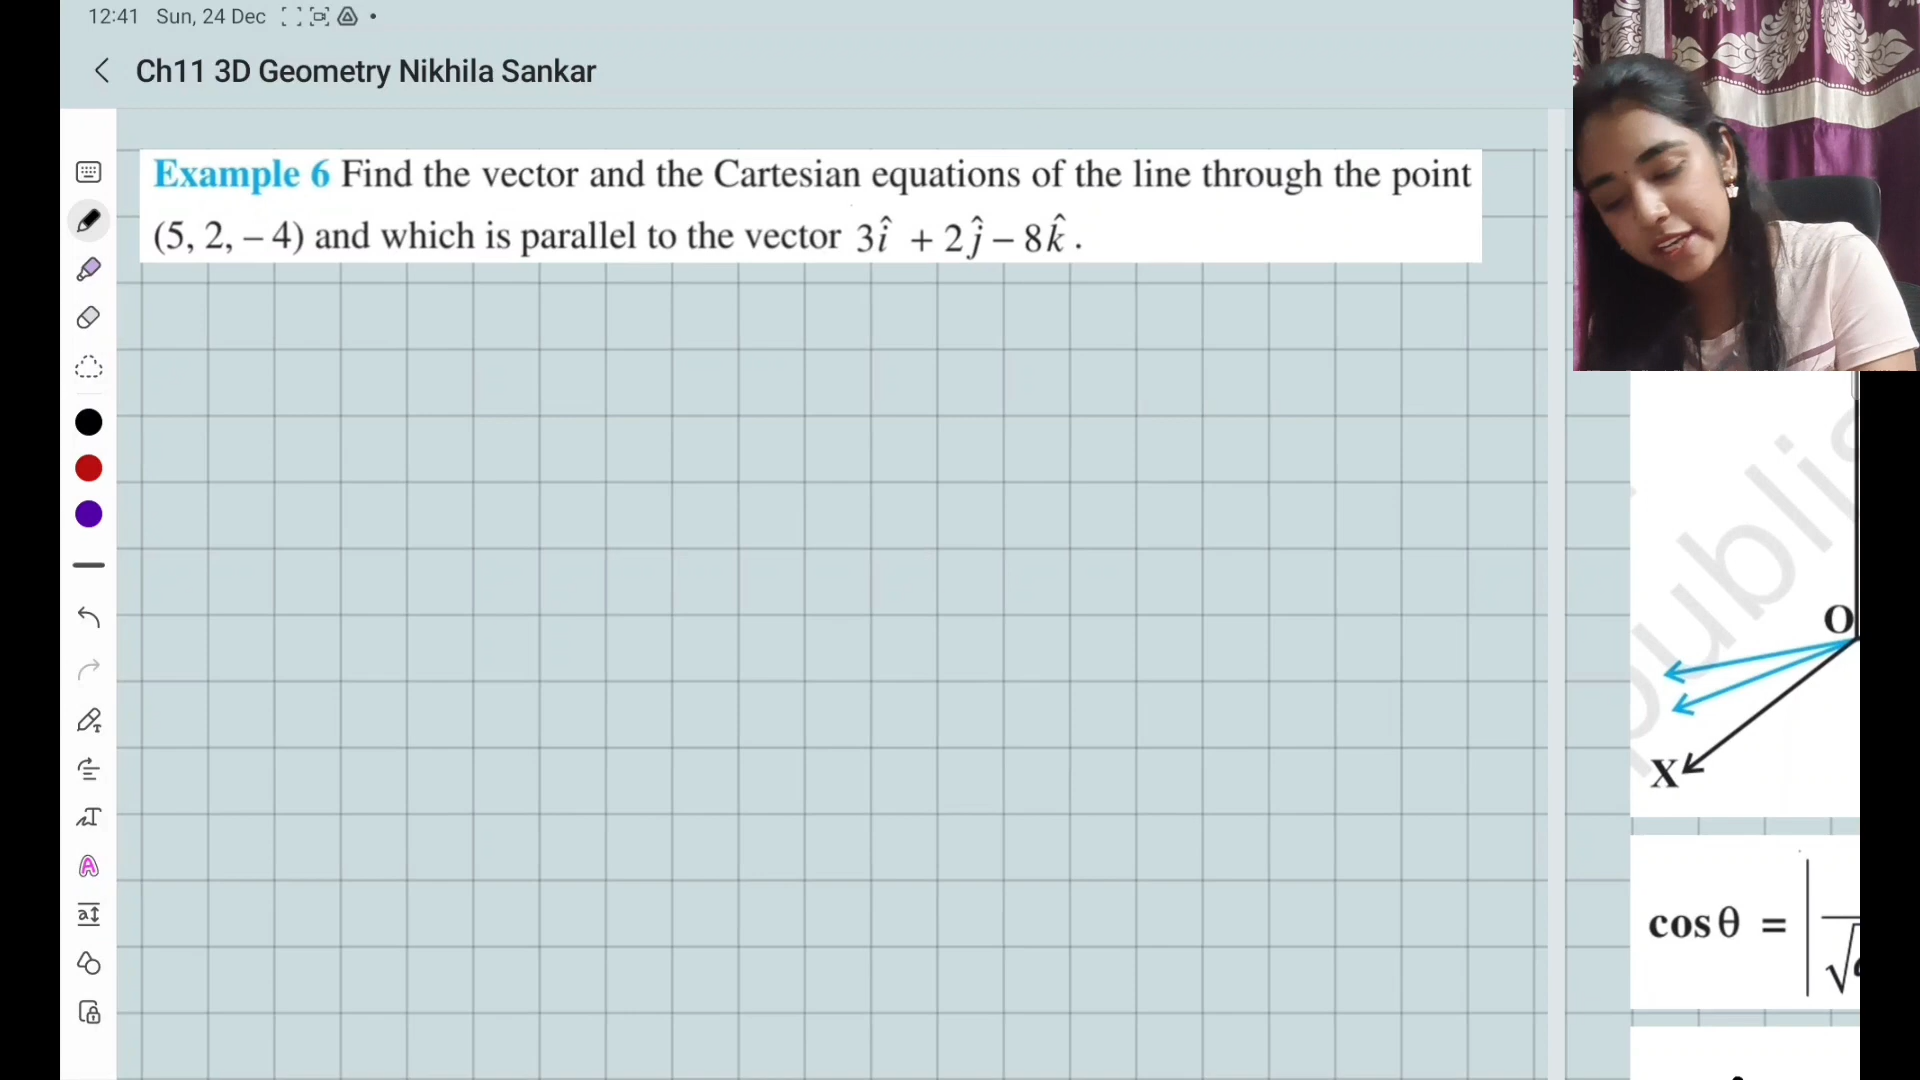 12:41 Sun, 24 Dec
Ch11 3D Geometry Nikhila Sankar
Example 6 Find the vector and the Cartesian equations of the line through the point
(5, 2, – 4) and which is parallel to the vector 3î + 2ĵ – 8k̂ .
O
X
cos θ =